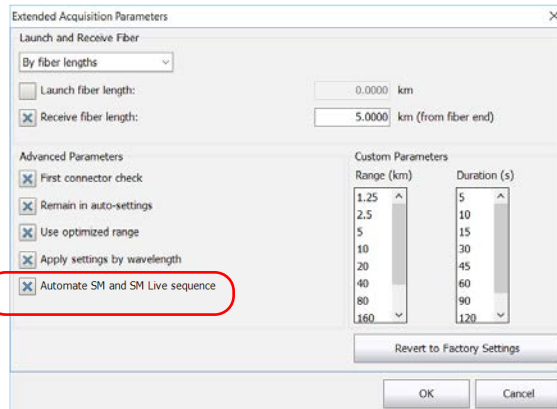 Extended Acquisition Parameters
Launch and Receive Fiber
By fiber lengths
Launch fiber length: 0.0000 km
Receive fiber length: 5.0000 km (from fiber end)
Advanced Parameters
First connector check
Remain in auto-settings
Use optimized range
Apply settings by wavelength
Automate SM and SM Live sequence
Custom Parameters
Range (km) Duration (s)
1.25 5
2.5 10
5 15
10 30
20 45
40 60
80 90
160 120
Revert to Factory Settings
OK Cancel